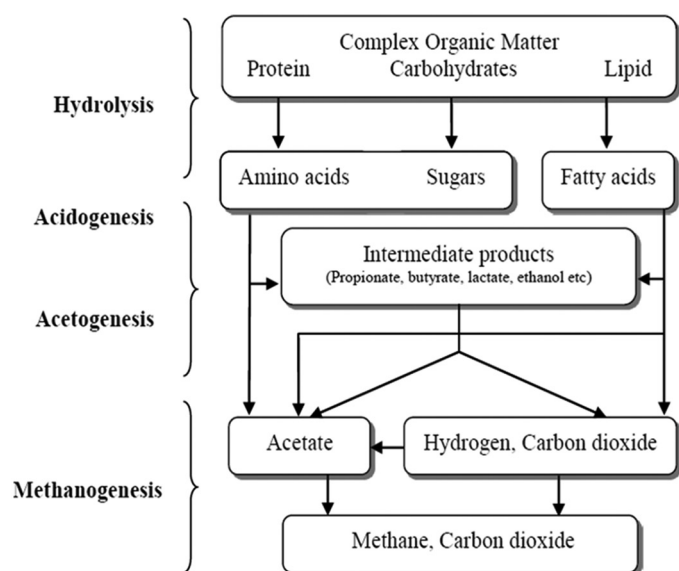 Complex Organic Matter
Protein Carbohydrates Lipid
Hydrolysis
Amino acids Sugars Fatty acids
Acidogenesis
Intermediate products
(Propionate, butyrate, lactate, ethanol etc)
Acetogenesis
Acetate Hydrogen, Carbon dioxide
Methanogenesis
Methane, Carbon dioxide